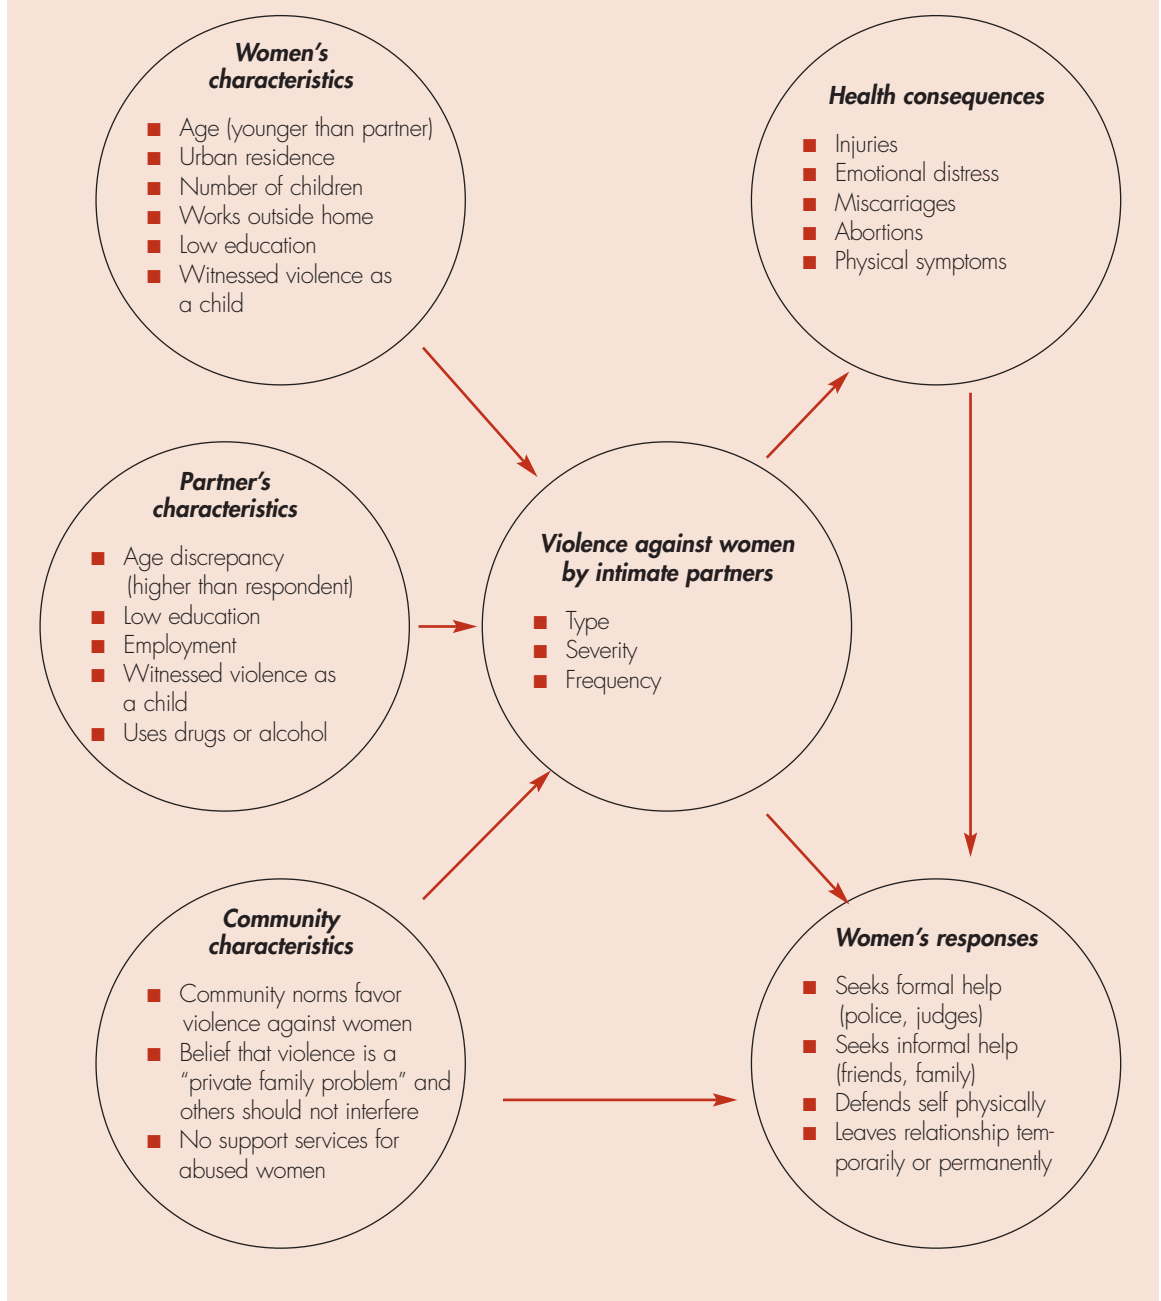 Women's
characteristics
■ Age (younger than partner)
■ Urban residence
■ Number of children
■ Works outside home
■ Low education
■ Witnessed violence as
a child
Health consequences
■ Injuries
■ Emotional distress
■ Miscarriages
■ Abortions
■ Physical symptoms
Partner's
characteristics
■ Age discrepancy
(higher than respondent)
■ Low education
■ Employment
■ Witnessed violence as
a child
■ Uses drugs or alcohol
Violence against women
by intimate partners
■ Type
■ Severity
■ Frequency
Community
characteristics
■ Community norms favor
violence against women
■ Belief that violence is a
“private family problem” and
others should not interfere
■ No support services for
abused women
Women's responses
■ Seeks formal help
(police, judges)
■ Seeks informal help
(friends, family)
■ Defends self physically
■ Leaves relationship tem-
porarily or permanently